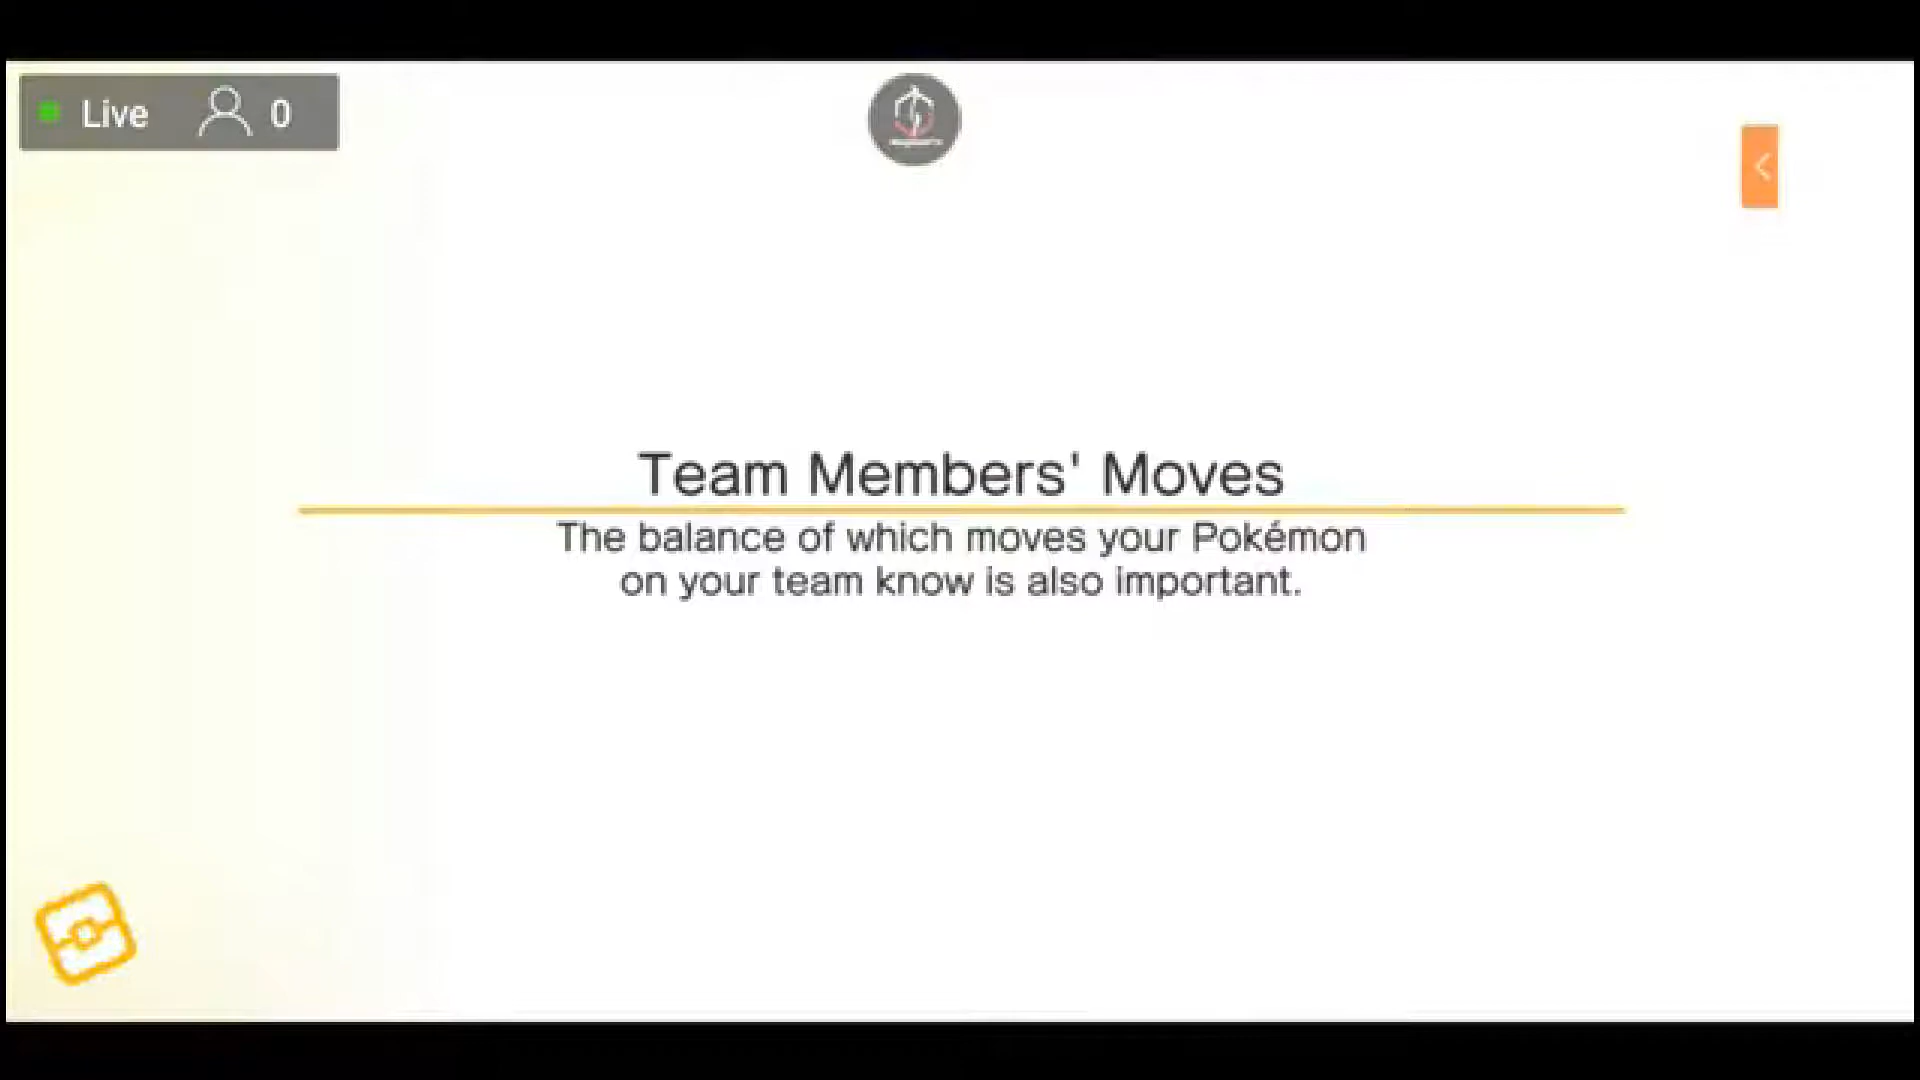 Live 0
Team Members' Moves
The balance of which moves your Pokémon
on your team know is also important.